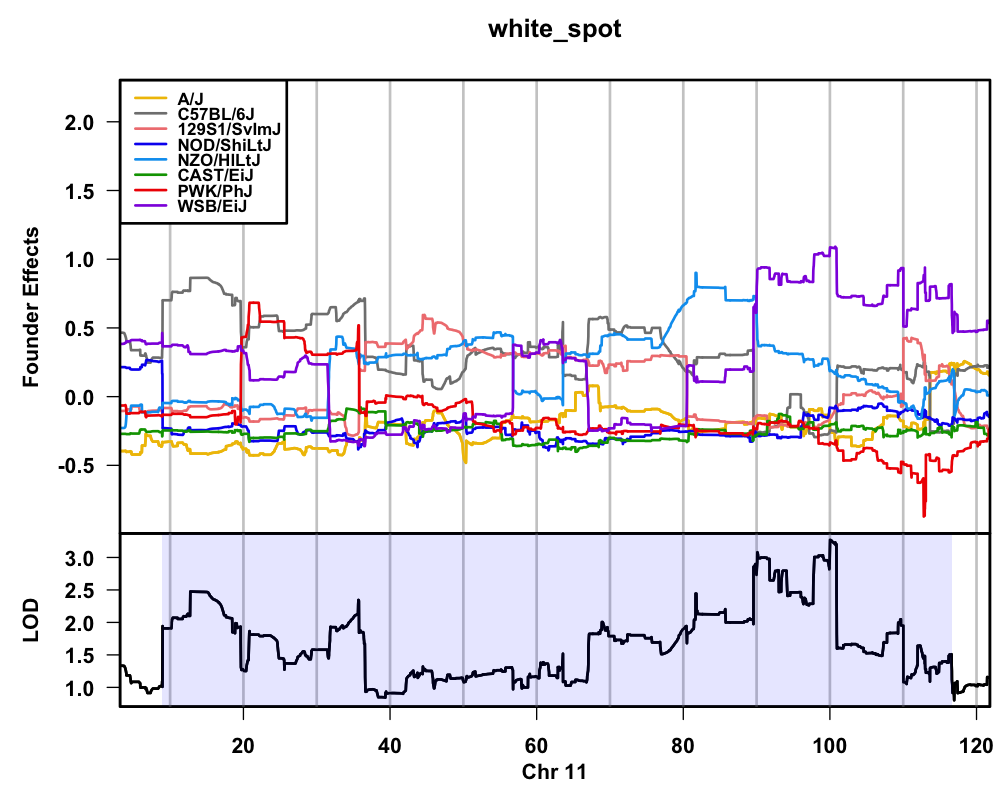 white_spot
A/J
C57BL/6J
129S1/SvImJ
NOD/ShiLtJ
NZO/HlLtJ
CAST/EiJ
PWK/PhJ
WSB/EiJ
Founder Effects
2.0
1.5
1.0
0.5
0.0
-0.5
LOD
3.0
2.5
2.0
1.5
1.0
20
40
60
80
100
120
Chr 11